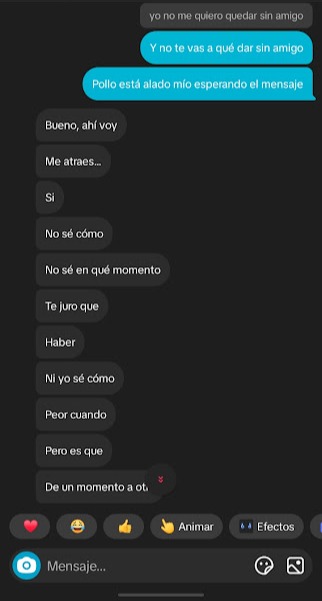 yo no me quiero quedar sin amigo
Y no te vas a qué dar sin amigo
Pollo está alado mío esperando el mensaje
Bueno, ahí voy
Me atraes...
Si
No sé cómo
No sé en qué momento
Te juro que
Haber
Ni yo sé cómo
Peor cuando
Pero es que
De un momento a
Animar
Efectos
Mensaje...